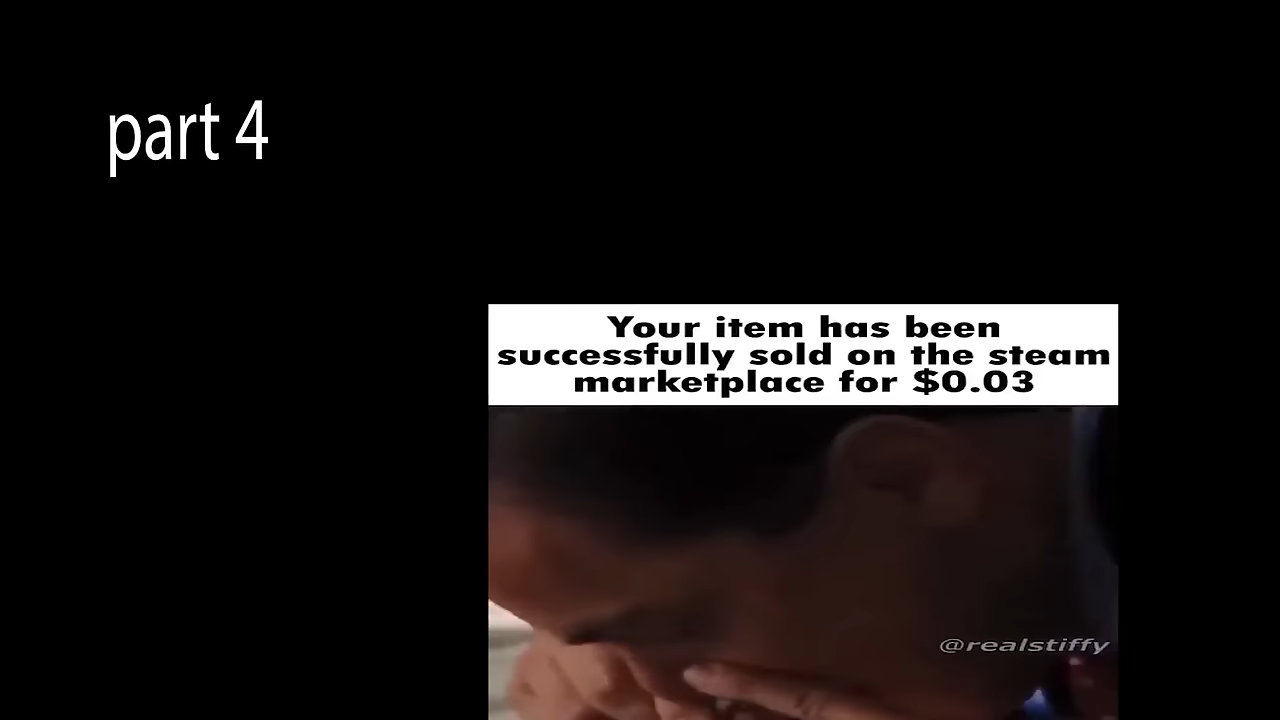 part 4
Your item has been
successfully sold on the steam
marketplace for $0.03
@realstiffy